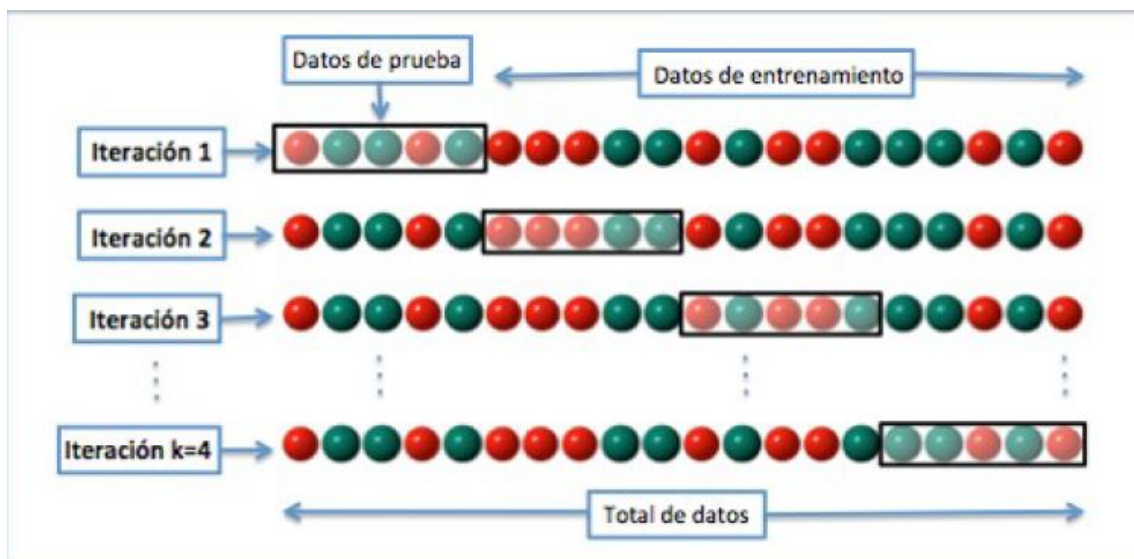 Datos de prueba
Datos de entrenamiento
Iteración 1
Iteración 2
Iteración 3
Iteración k=4
Total de datos